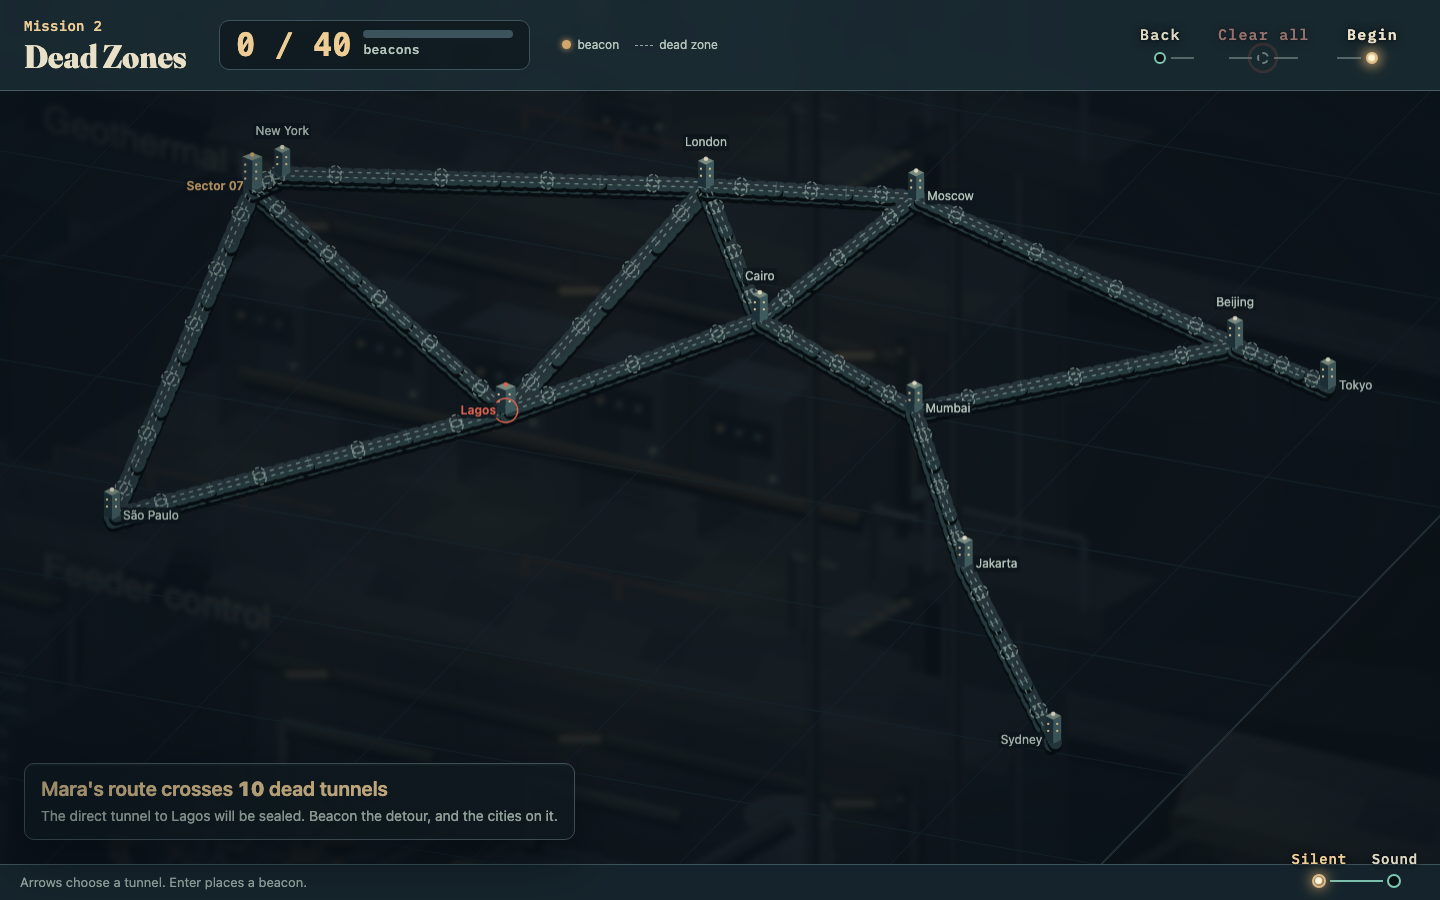 Mission 2
Dead Zones
0 / 40
beacons
beacon
dead zone
Back
Clear all
Begin
Geothermal
New York
London
Sector 07
Moscow
Cairo
Beijing
Tokyo
Lagos
Mumbai
São Paulo
Jakarta
Feeder control
Sydney
Mara's route crosses 10 dead tunnels
The direct tunnel to Lagos will be sealed. Beacon the detour, and the cities on it.
Silent
Sound
Arrows choose a tunnel. Enter places a beacon.